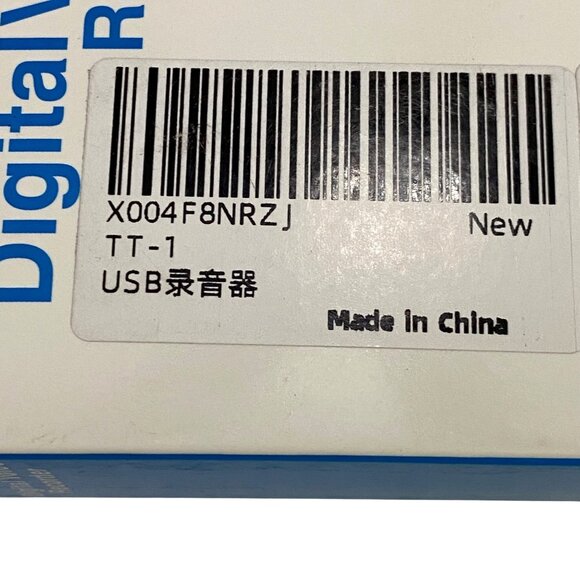 Digital
R
X004F8NRZJ
New
TT-1
USB录音器
Made in China